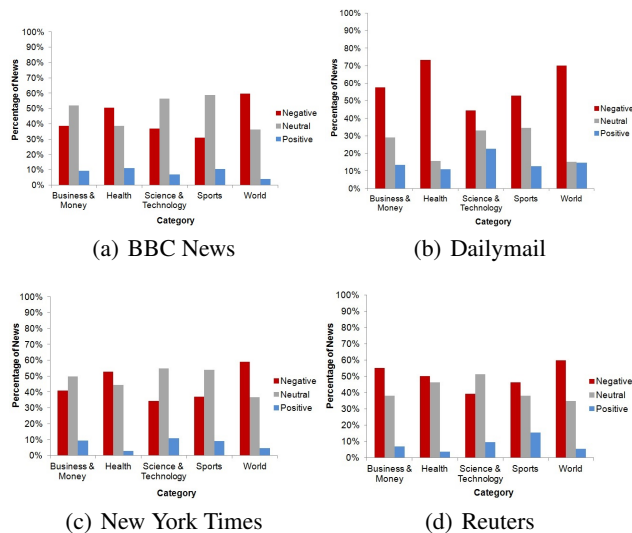 Percentage of News
100%
90%
80%
70%
60%
50%
40%
30%
20%
10%
0%
Business & Money
Health
Science & Technology
Sports
World
Category
Negative
Neutral
Positive
(a) BBC News
Percentage of News
100%
90%
80%
70%
60%
50%
40%
30%
20%
10%
0%
Business & Money
Health
Science & Technology
Sports
World
Category
Negative
Neutral
Positive
(b) Dailymail
Percentage of News
100%
90%
80%
70%
60%
50%
40%
30%
20%
10%
0%
Business & Money
Health
Science & Technology
Sports
World
Category
Negative
Neutral
Positive
(c) New York Times
Percentage of News
100%
90%
80%
70%
60%
50%
40%
30%
20%
10%
0%
Business & Money
Health
Science & Technology
Sports
World
Category
Negative
Neutral
Positive
(d) Reuters